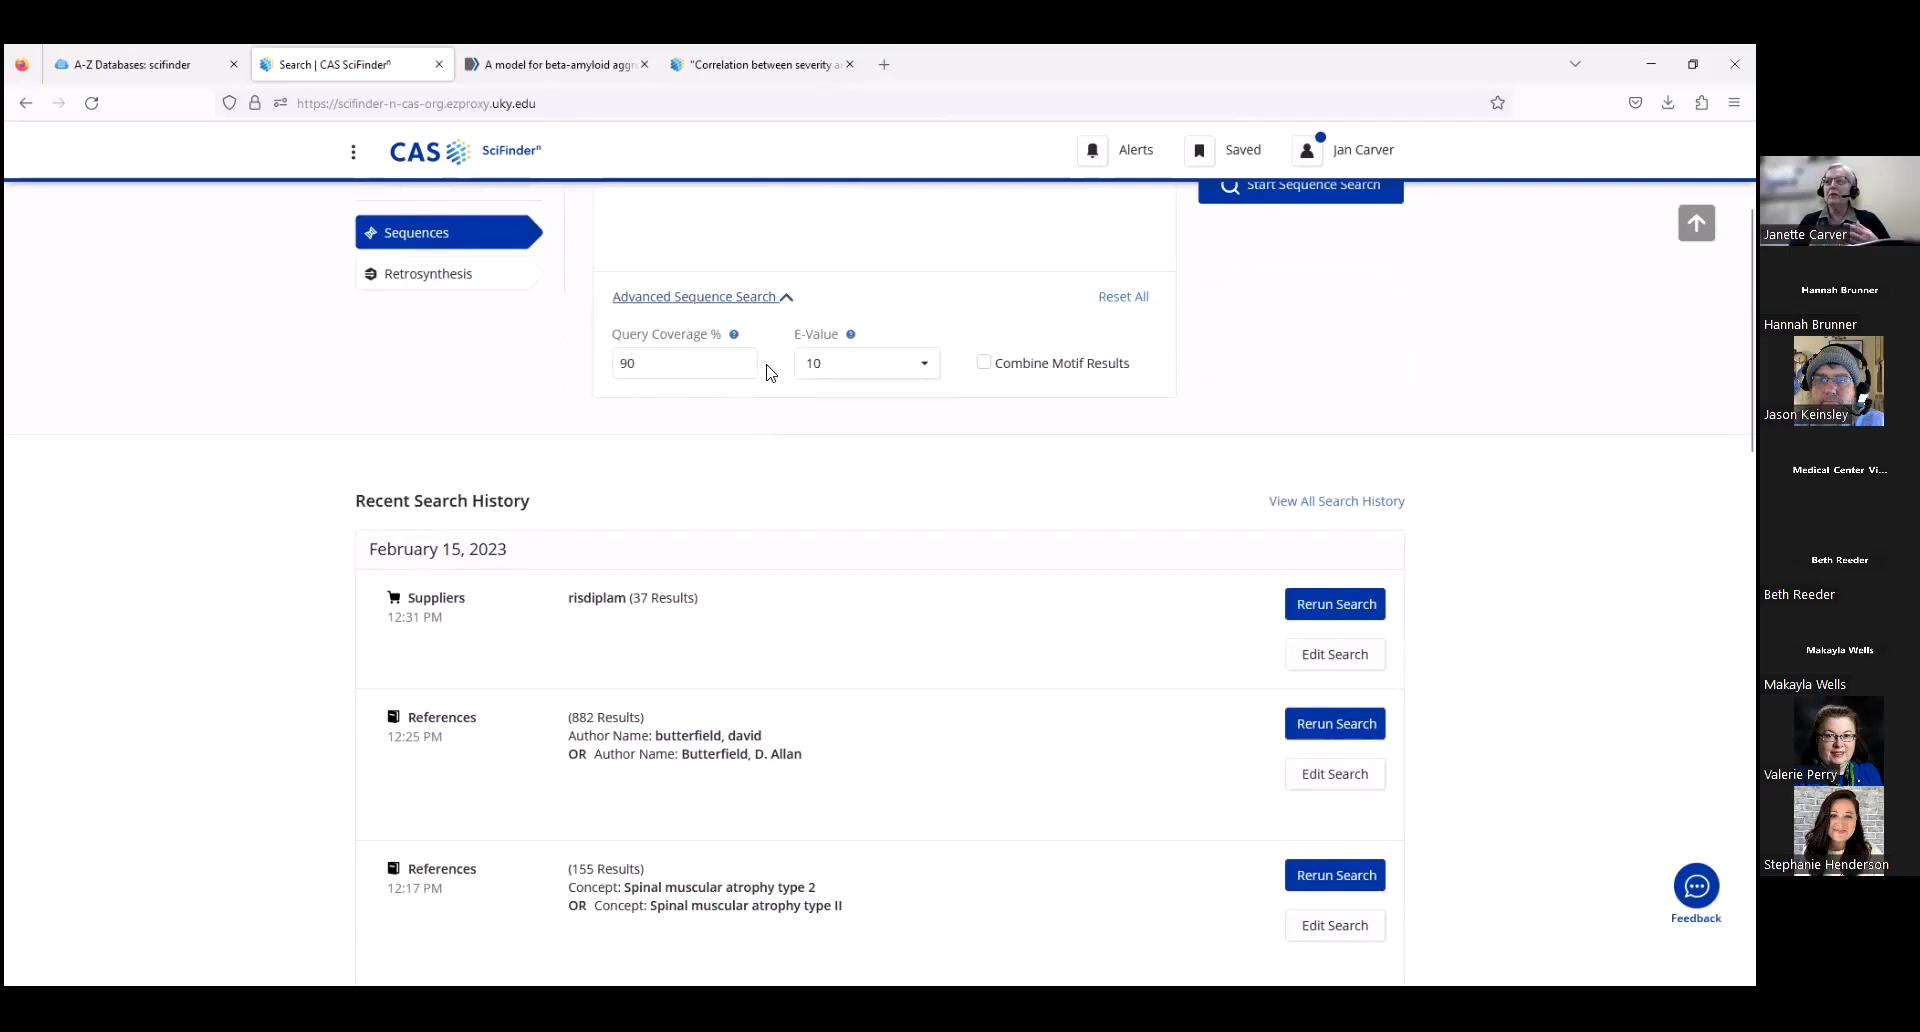 A-Z Databases: scifinder
Search | CAS SciFinderⁿ
A model for beta-amyloid aggr
"Correlation between severity a
https://scifinder-n-cas-org.ezproxy.uky.edu
CAS SciFinderⁿ
Alerts
Saved
Jan Carver
Start Sequence Search
Sequences
Retrosynthesis
Advanced Sequence Search
Reset All
Query Coverage %
E-Value
90
10
Combine Motif Results
Recent Search History
View All Search History
February 15, 2023
Suppliers
12:31 PM
risdiplam (37 Results)
Rerun Search
Edit Search
References
12:25 PM
(882 Results)
Author Name: butterfield, david
OR Author Name: Butterfield, D. Allan
Rerun Search
Edit Search
References
12:17 PM
(155 Results)
Concept: Spinal muscular atrophy type 2
OR Concept: Spinal muscular atrophy type II
Rerun Search
Edit Search
Feedback
Janette Carver
Hannah Brunner
Hannah Brunner
Jason Keinsley
Medical Center Vi...
Beth Reeder
Beth Reeder
Makayla Wells
Makayla Wells
Valerie Perry
Stephanie Henderson